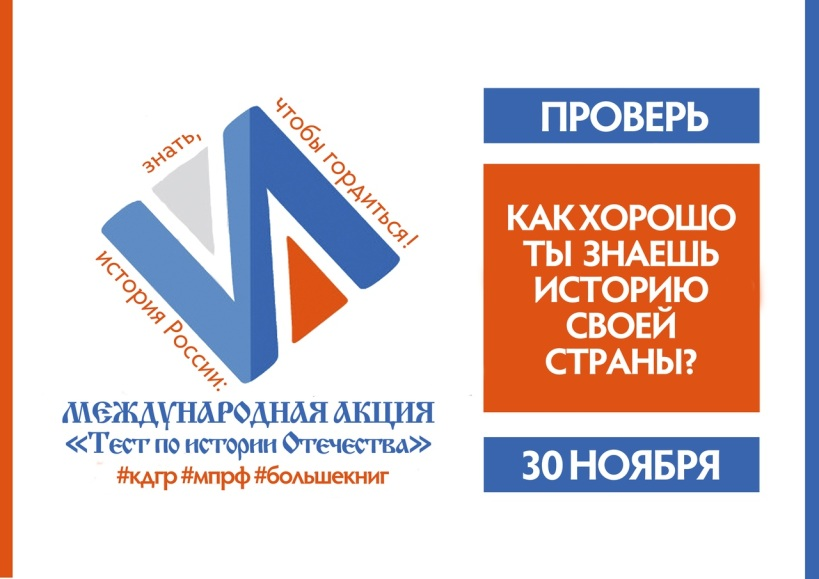 история России:
знать,
чтобы гордиться!
МЕЖДУНАРОДНАЯ АКЦИЯ
«Тест по истории Отечества»
#кдгр #мпрф #большекниг
ПРОВЕРЬ
КАК ХОРОШО
ТЫ ЗНАЕШЬ
ИСТОРИЮ
СВОЕЙ
СТРАНЫ?
30 НОЯБРЯ